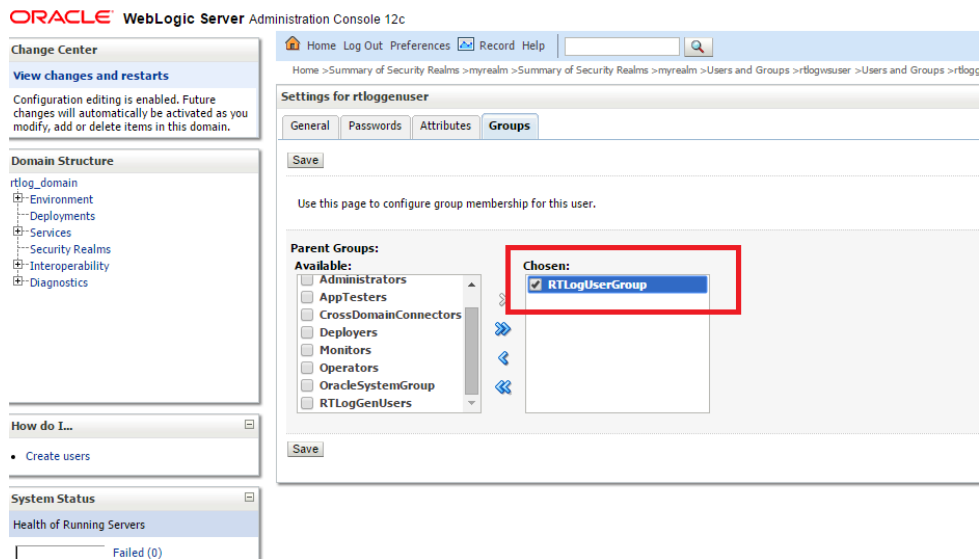 ORACLE WebLogic Server Administration Console 12c
Change Center
View changes and restarts
Configuration editing is enabled. Future
changes will automatically be activated as you
modify, add or delete items in this domain.
Domain Structure
rtlog_domain
Environment
Deployments
Services
Security Realms
Interoperability
Diagnostics
How do I...
Create users
System Status
Health of Running Servers
Failed (0)
Home Log Out Preferences Record Help
Home >Summary of Security Realms >myrealm >Summary of Security Realms >myrealm >Users and Groups >rtlogwsuser >Users and Groups >rtlogg
Settings for rtloggenuser
General Passwords Attributes Groups
Save
Use this page to configure group membership for this user.
Parent Groups:
Available:
Administrators
AppTesters
CrossDomainConnectors
Deployers
Monitors
Operators
OracleSystemGroup
RTLogGenUsers
Chosen:
RTLogUserGroup
Save